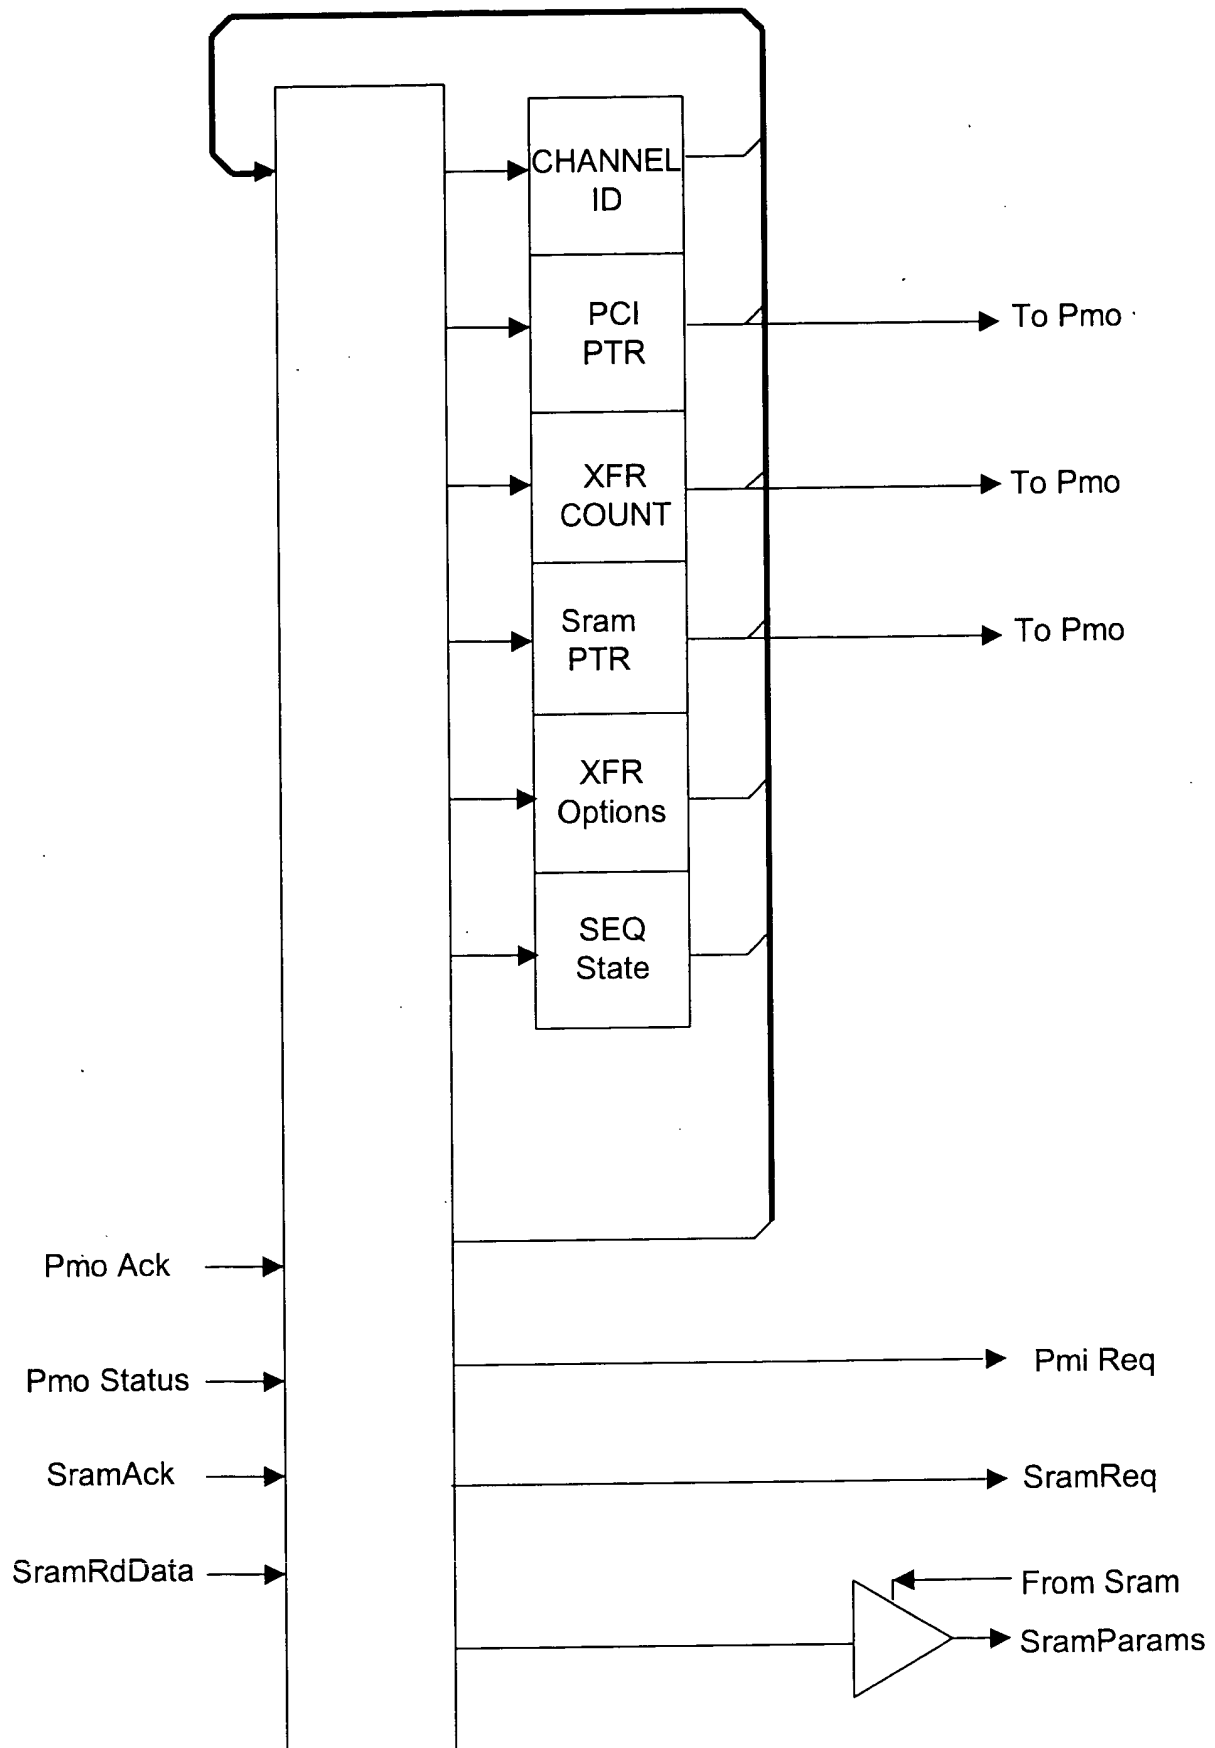 CHANNEL
ID
PCI
PTR
To Pmo
XFR
COUNT
To Pmo
Sram
PTR
To Pmo
XFR
Options
SEQ
State
Pmo Ack
Pmo Status
Pmi Req
SramAck
SramReq
SramRdData
From Sram
SramParams